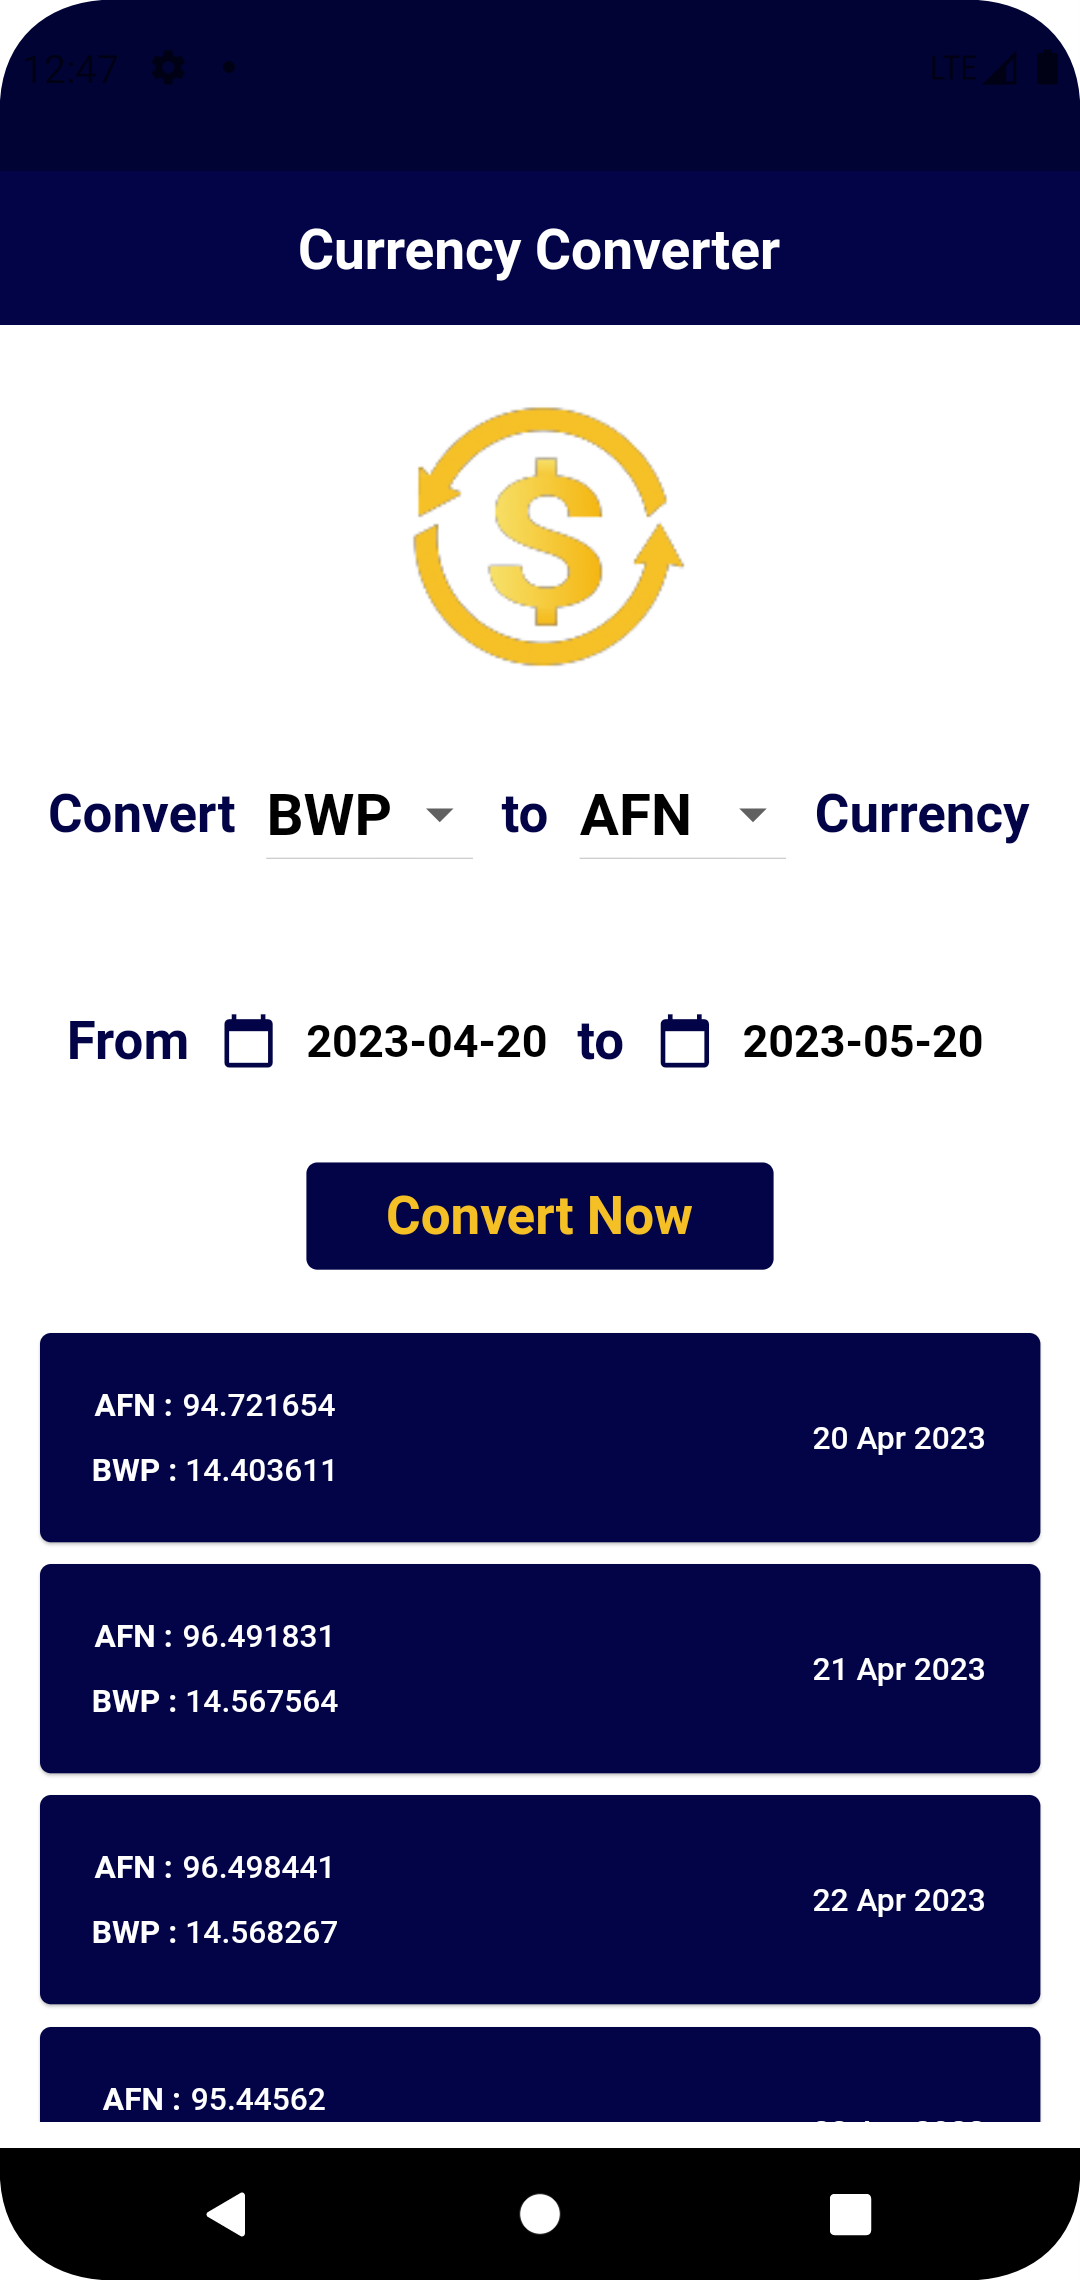 12:47 LTE
Currency Converter
Convert BWP to AFN Currency
From 2023-04-20 to 2023-05-20
Convert Now
AFN : 94.721654
20 Apr 2023
BWP : 14.403611
AFN : 96.491831
21 Apr 2023
BWP : 14.567564
AFN : 96.498441
22 Apr 2023
BWP : 14.568267
AFN : 95.44562